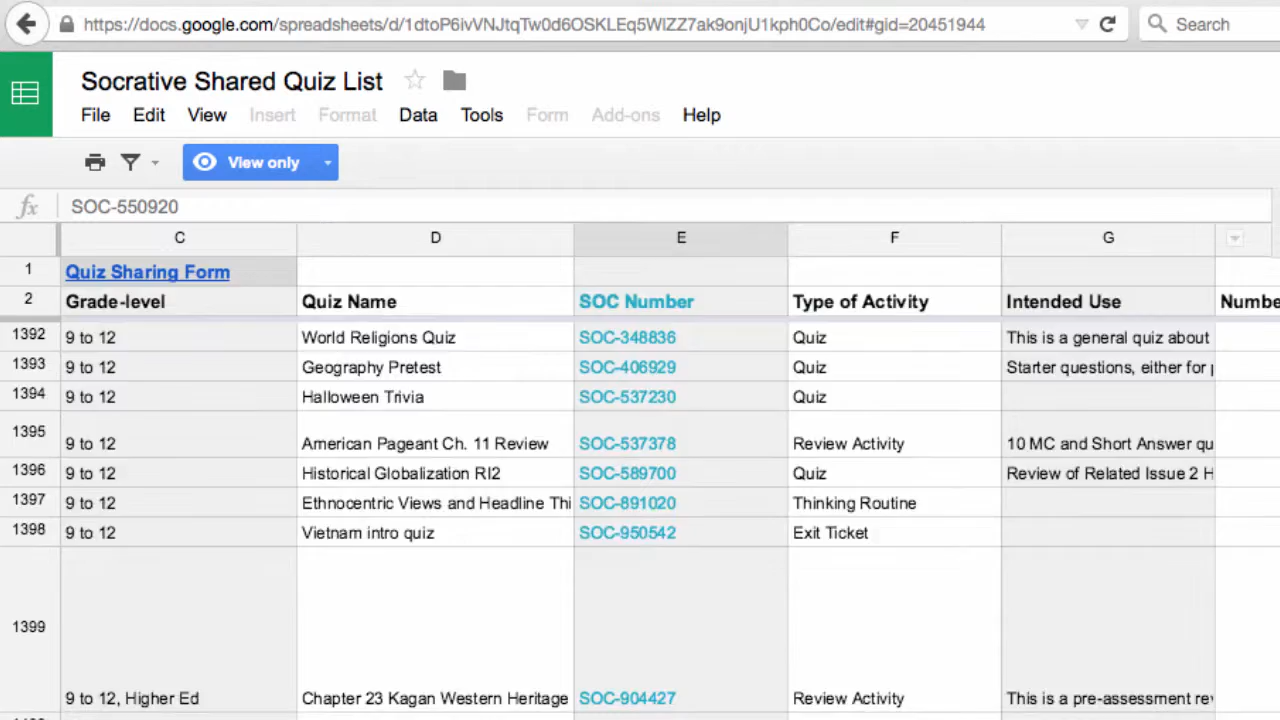 https://docs.google.com/spreadsheets/d/1dtoP6ivVNJtqTw0d6OSKLEq5WIZZ7ak9onjU1kph0Co/edit#gid=20451944 Search
Socrative Shared Quiz List
File Edit View Insert Format Data Tools Form Add-ons Help
View only
fx SOC-550920
C D E F G
1 Quiz Sharing Form
2 Grade-level Quiz Name SOC Number Type of Activity Intended Use Numbe
1392 9 to 12 World Religions Quiz SOC-348836 Quiz This is a general quiz about
1393 9 to 12 Geography Pretest SOC-406929 Quiz Starter questions, either for
1394 9 to 12 Halloween Trivia SOC-537230 Quiz
1395 9 to 12 American Pageant Ch. 11 Review SOC-537378 Review Activity 10 MC and Short Answer qu
1396 9 to 12 Historical Globalization RI2 SOC-589700 Quiz Review of Related Issue 2 H
1397 9 to 12 Ethnocentric Views and Headline Thi SOC-891020 Thinking Routine
1398 9 to 12 Vietnam intro quiz SOC-950542 Exit Ticket
1399 9 to 12, Higher Ed Chapter 23 Kagan Western Heritage SOC-904427 Review Activity This is a pre-assessment re